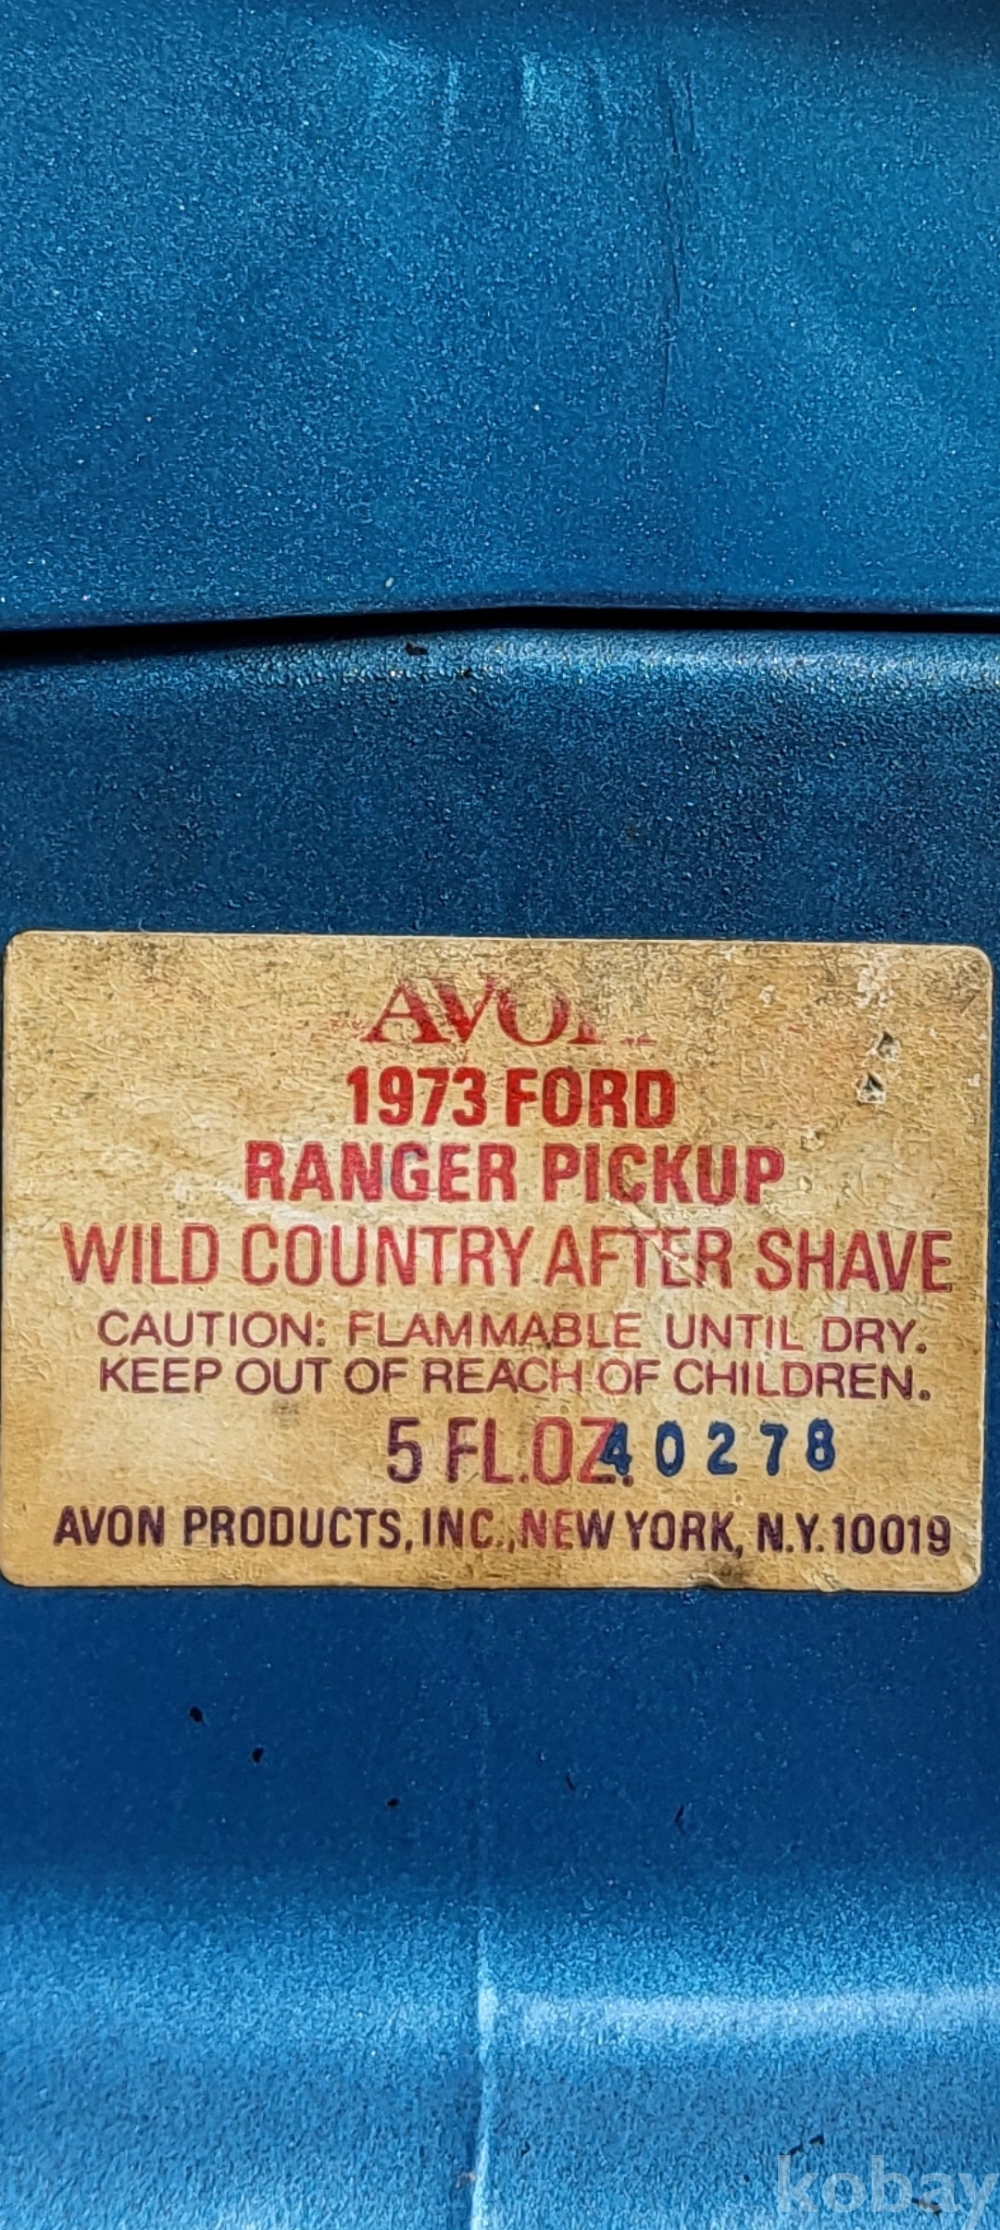 AVON
1973 FORD
RANGER PICKUP
WILD COUNTRY AFTER SHAVE
CAUTION: FLAMMABLE UNTIL DRY.
KEEP OUT OF REACH OF CHILDREN.
5 FL.OZ. 40278
AVON PRODUCTS, INC., NEW YORK, N.Y. 10019
kobay